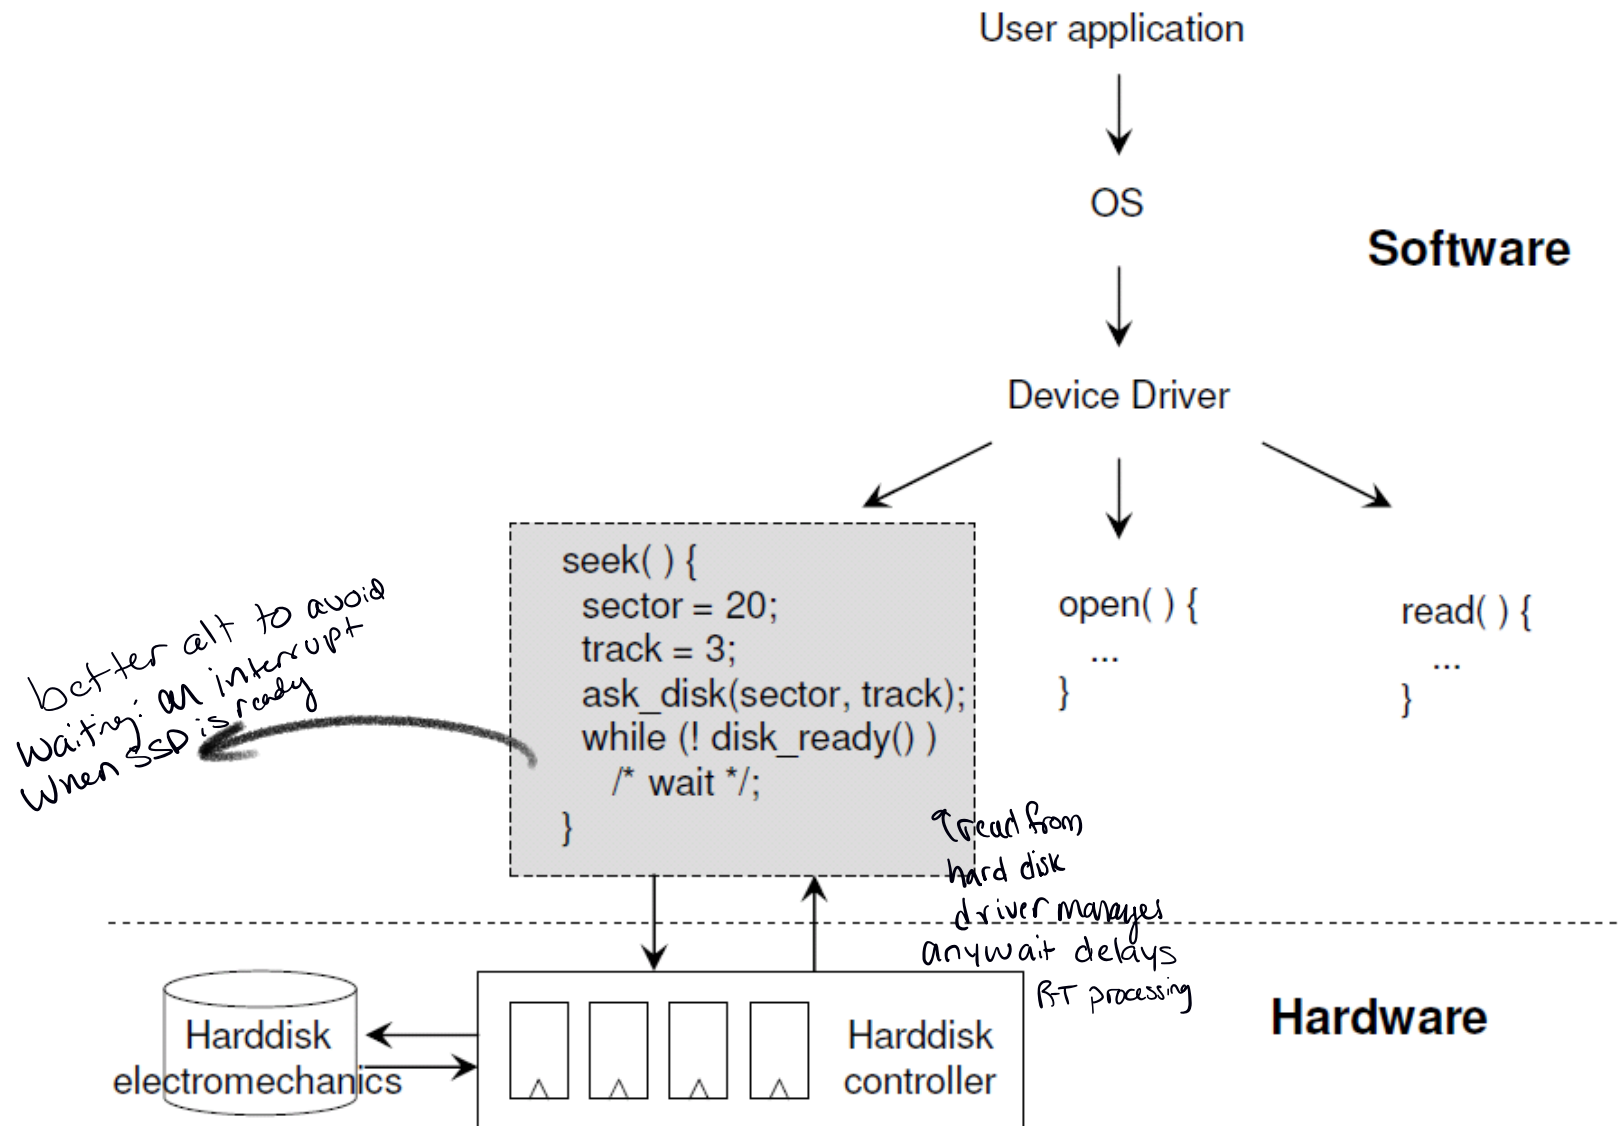 User application
OS
Software
Device Driver
seek( ) {
sector = 20;
track = 3;
ask_disk(sector, track);
while (! disk_ready() )
/* wait */;
}
open( ) {
...
}
read( ) {
...
}
better alt to avoid
waiting: an interrupt
when SSD is ready
read from
hard disk
driver manages
any wait delays
RT processing
Harddisk
electromechanics
Harddisk
controller
Hardware